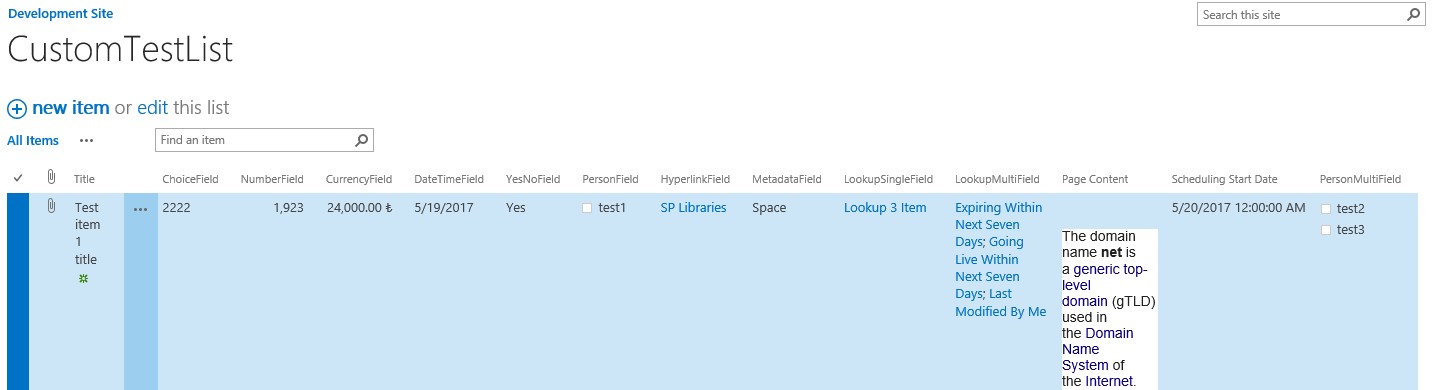 Development Site
Search this site
CustomTestList
new item or edit this list
All Items ...
Find an item
Title ChoiceField NumberField CurrencyField DateTimeField YesNoField PersonField HyperlinkField MetadataField LookupSingleField LookupMultiField Page Content Scheduling Start Date PersonMultiField
Test
item
1
title
...
2222
1,923
24,000.00 ₺
5/19/2017
Yes
test1
SP Libraries
Space
Lookup 3 Item
Expiring Within
Next Seven
Days; Going
Live Within
Next Seven
Days; Last
Modified By Me
The domain
name net is
a generic top-
level
domain (gTLD)
used in
the Domain
Name
System of
the Internet.
5/20/2017 12:00:00 AM
test2
test3